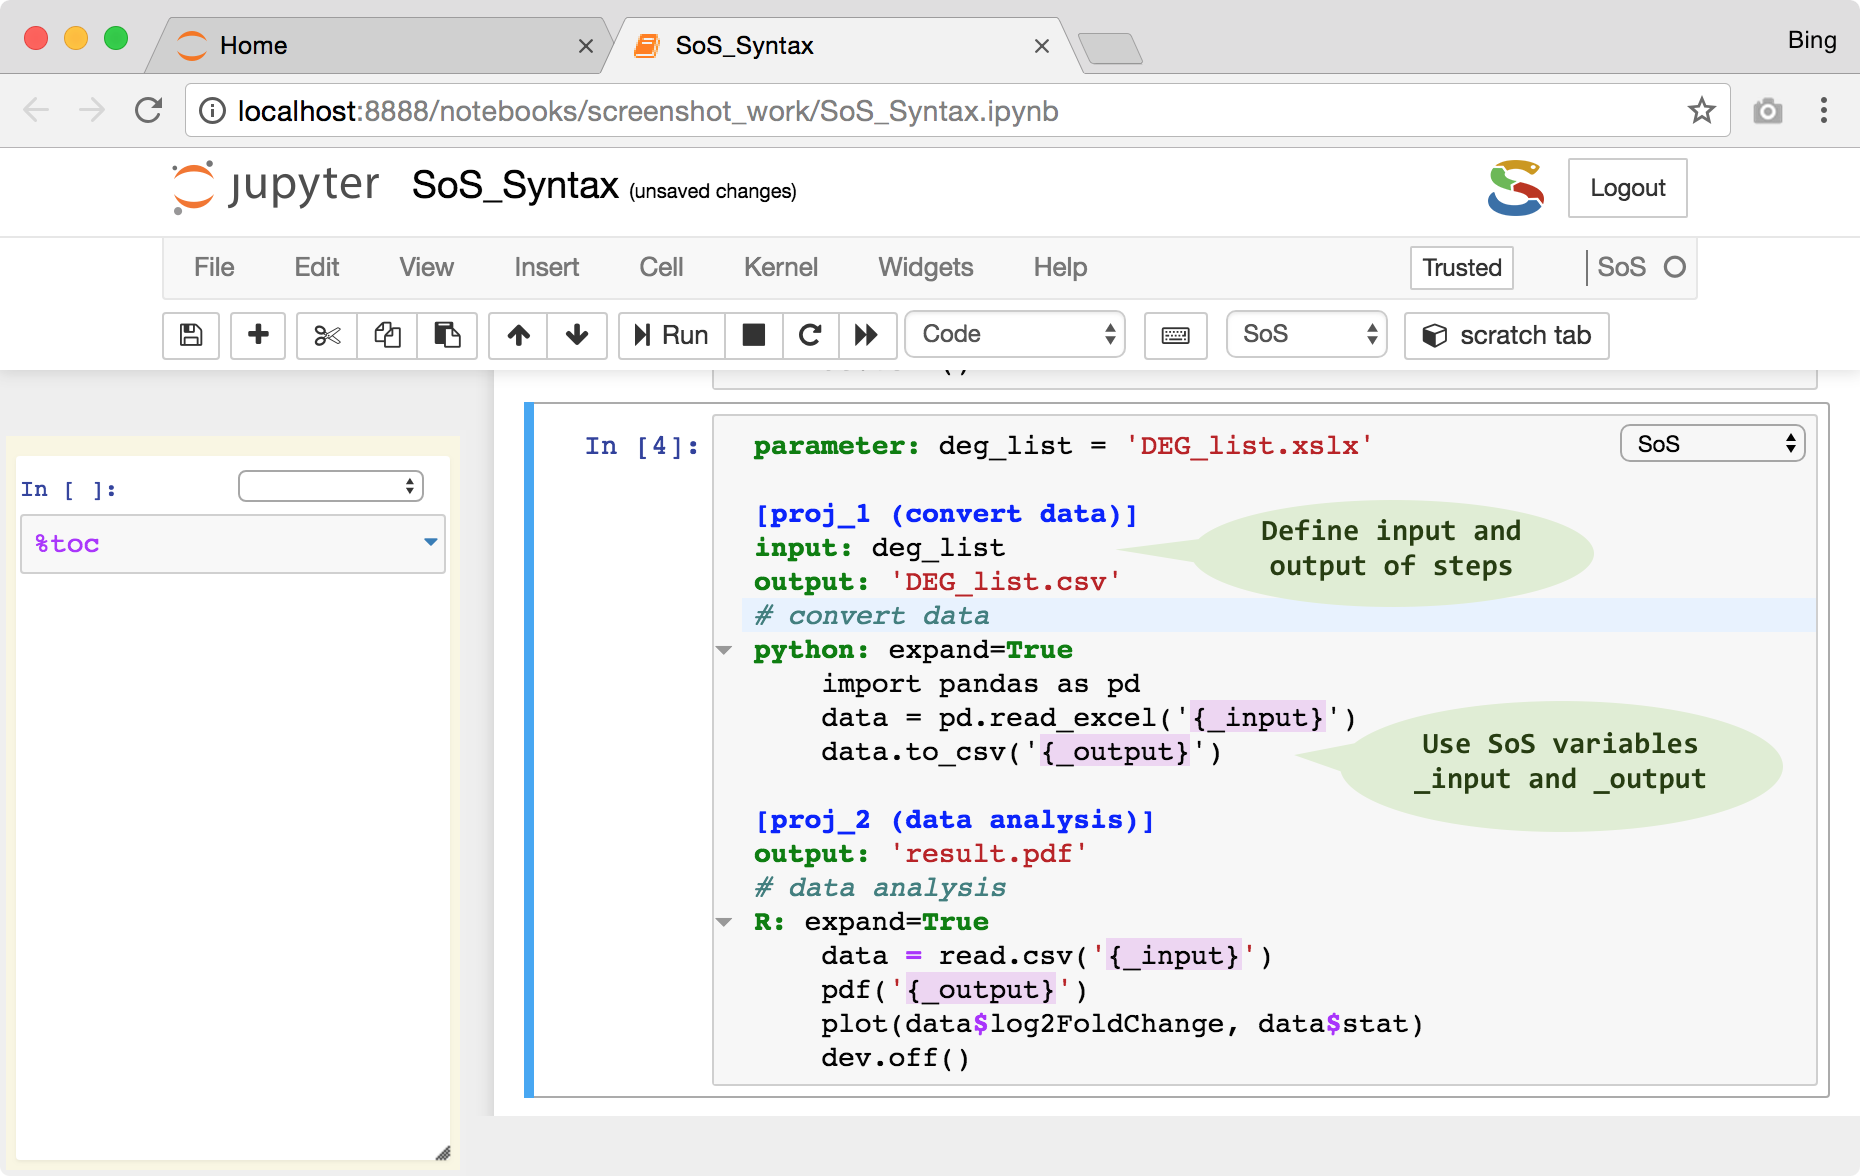 Home
SoS_Syntax
Bing
localhost:8888/notebooks/screenshot_work/SoS_Syntax.ipynb
jupyter SoS_Syntax (unsaved changes)
Logout
File Edit View Insert Cell Kernel Widgets Help
Trusted
SoS
Run
Code
SoS
scratch tab
In [ ]:
%toc
In [4]:
SoS
parameter: deg_list = 'DEG_list.xslx'
[proj_1 (convert data)]
input: deg_list
output: 'DEG_list.csv'
# convert data
python: expand=True
import pandas as pd
data = pd.read_excel('{_input}')
data.to_csv('{_output}')
[proj_2 (data analysis)]
output: 'result.pdf'
# data analysis
R: expand=True
data = read.csv('{_input}')
pdf('{_output}')
plot(data$log2FoldChange, data$stat)
dev.off()
Define input and
output of steps
Use SoS variables
_input and _output